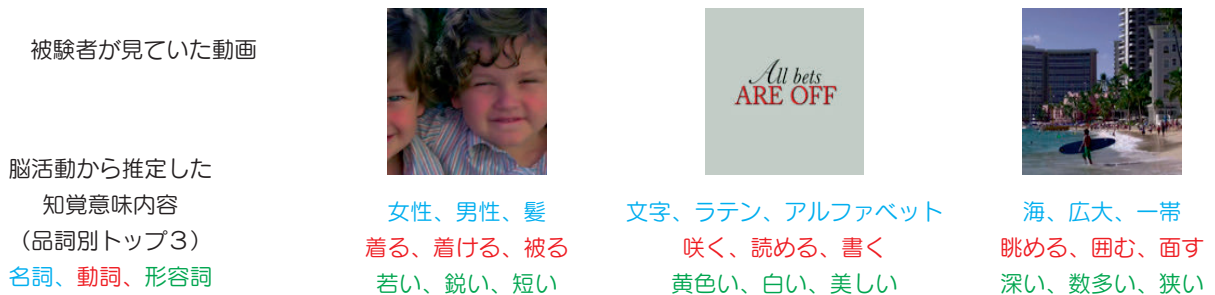 被験者が見ていた動画
All bets
ARE OFF
脳活動から推定した
知覚意味内容
（品詞別トップ３）
名詞、動詞、形容詞
女性、男性、髪
着る、着ける、被る
若い、鋭い、短い
文字、ラテン、アルファベット
咲く、読める、書く
黄色い、白い、美しい
海、広大、一帯
眺める、囲む、面す
深い、数多い、狭い